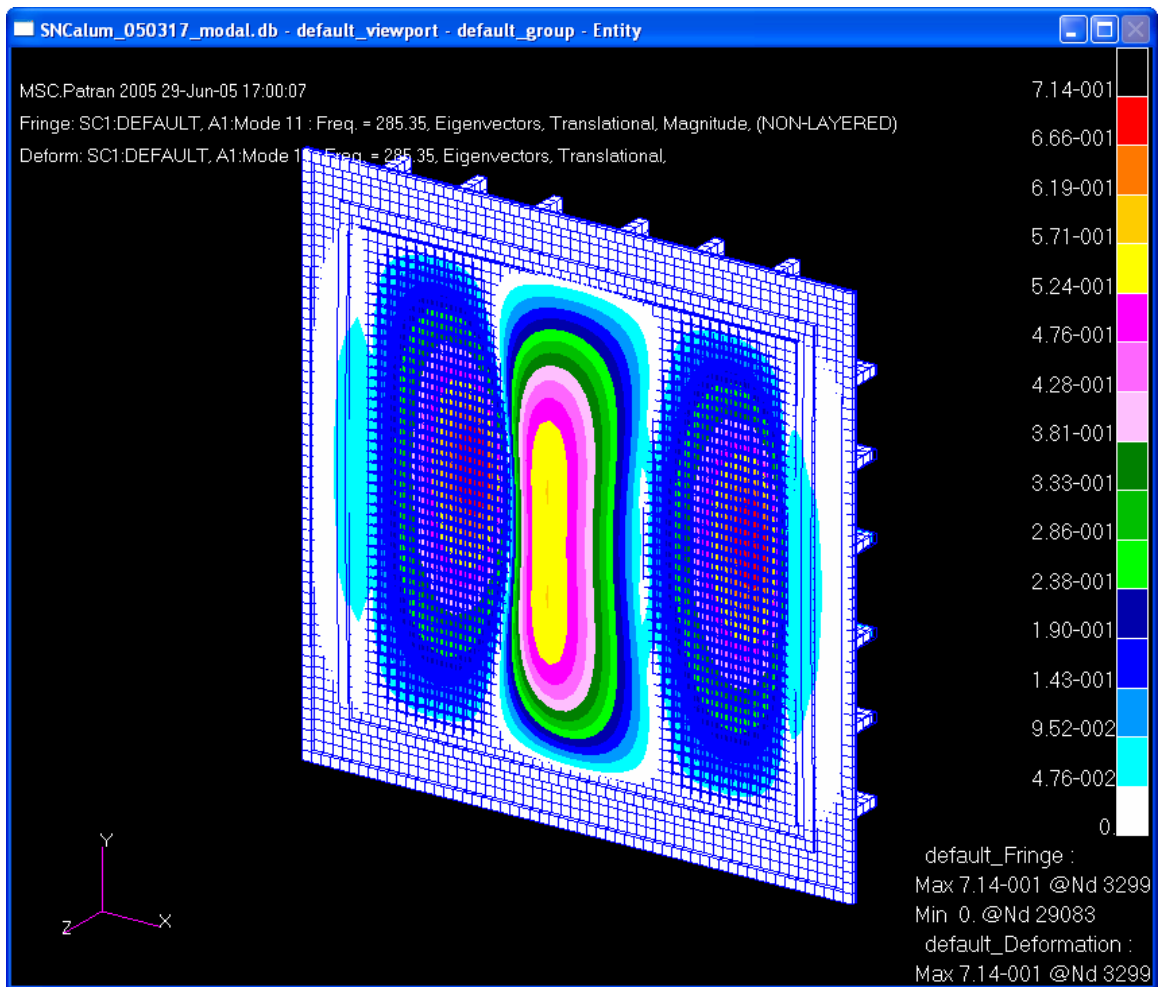 SNCalum_050317_modal.db - default_viewport - default_group - Entity
MSC.Patran 2005 29-Jun-05 17:00:07
Fringe: SC1:DEFAULT, A1:Mode 11 : Freq. = 285.35, Eigenvectors, Translational, Magnitude, (NON-LAYERED)
Deform: SC1:DEFAULT, A1:Mode 1 Freq. = 285.35, Eigenvectors, Translational,
7.14-001
6.66-001
6.19-001
5.71-001
5.24-001
4.76-001
4.28-001
3.81-001
3.33-001
2.86-001
2.38-001
1.90-001
1.43-001
9.52-002
4.76-002
0.
default_Fringe :
Max 7.14-001 @Nd 3299
Min 0. @Nd 29083
default_Deformation :
Max 7.14-001 @Nd 3299
Y
Z
X